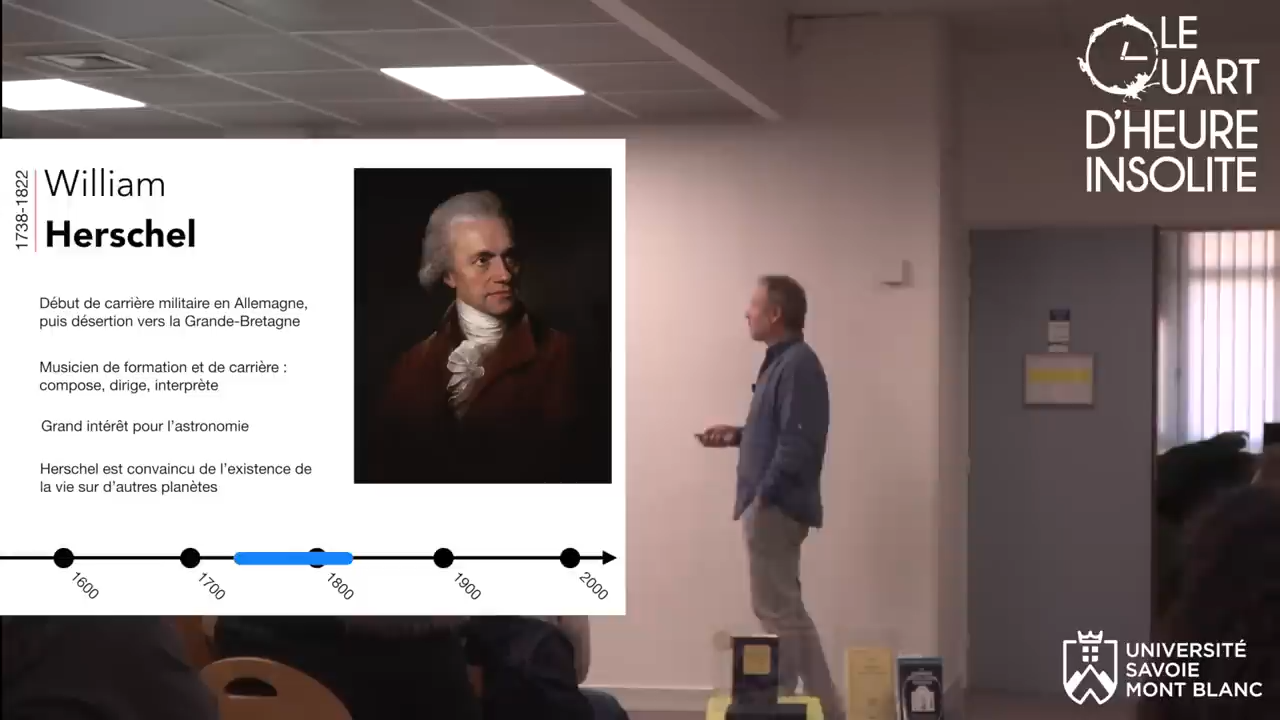 LE
QUART
D'HEURE
INSOLITE
1738-1822
William
Herschel
Début de carrière militaire en Allemagne,
puis désertion vers la Grande-Bretagne
Musicien de formation et de carrière :
compose, dirige, interprète
Grand intérêt pour l'astronomie
Herschel est convaincu de l'existence de
la vie sur d'autres planètes
1600
1700
1800
1900
2000
UNIVERSITÉ
SAVOIE
MONT BLANC